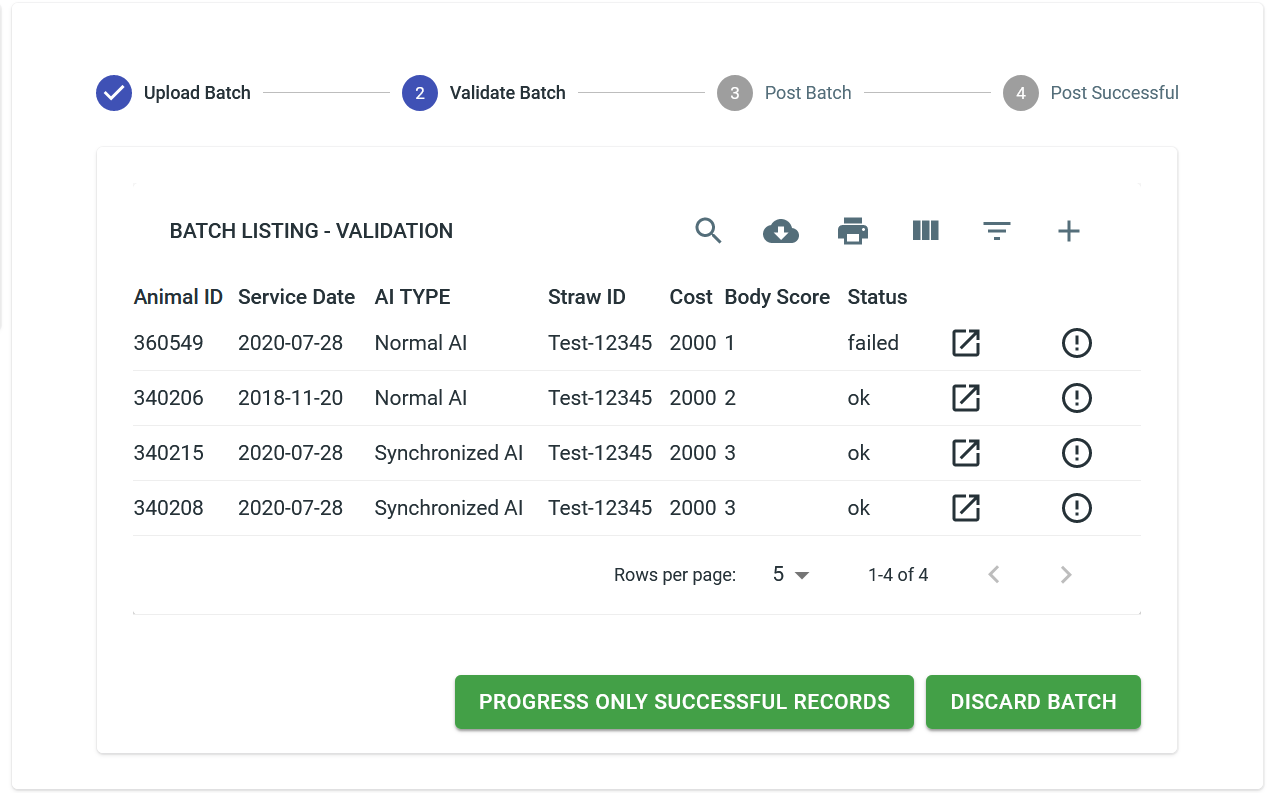 Upload Batch 2 Validate Batch 3 Post Batch 4 Post Successful
BATCH LISTING - VALIDATION
Animal ID Service Date AI TYPE Straw ID Cost Body Score Status
360549 2020-07-28 Normal AI Test-12345 2000 1 failed
340206 2018-11-20 Normal AI Test-12345 2000 2 ok
340215 2020-07-28 Synchronized AI Test-12345 2000 3 ok
340208 2020-07-28 Synchronized AI Test-12345 2000 3 ok
Rows per page: 5 1-4 of 4
PROGRESS ONLY SUCCESSFUL RECORDS DISCARD BATCH